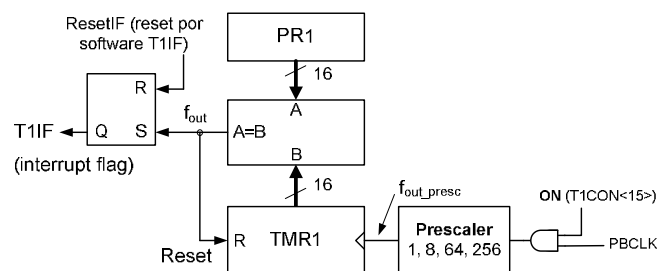 ResetIF (reset por
software T1IF)
PR1
16
R
A
f_out
T1IF
Q
S
A=B
(interrupt flag)
B
16
f_out_presc
ON (T1CON<15>)
Reset
R
TMR1
Prescaler
1, 8, 64, 256
PBCLK